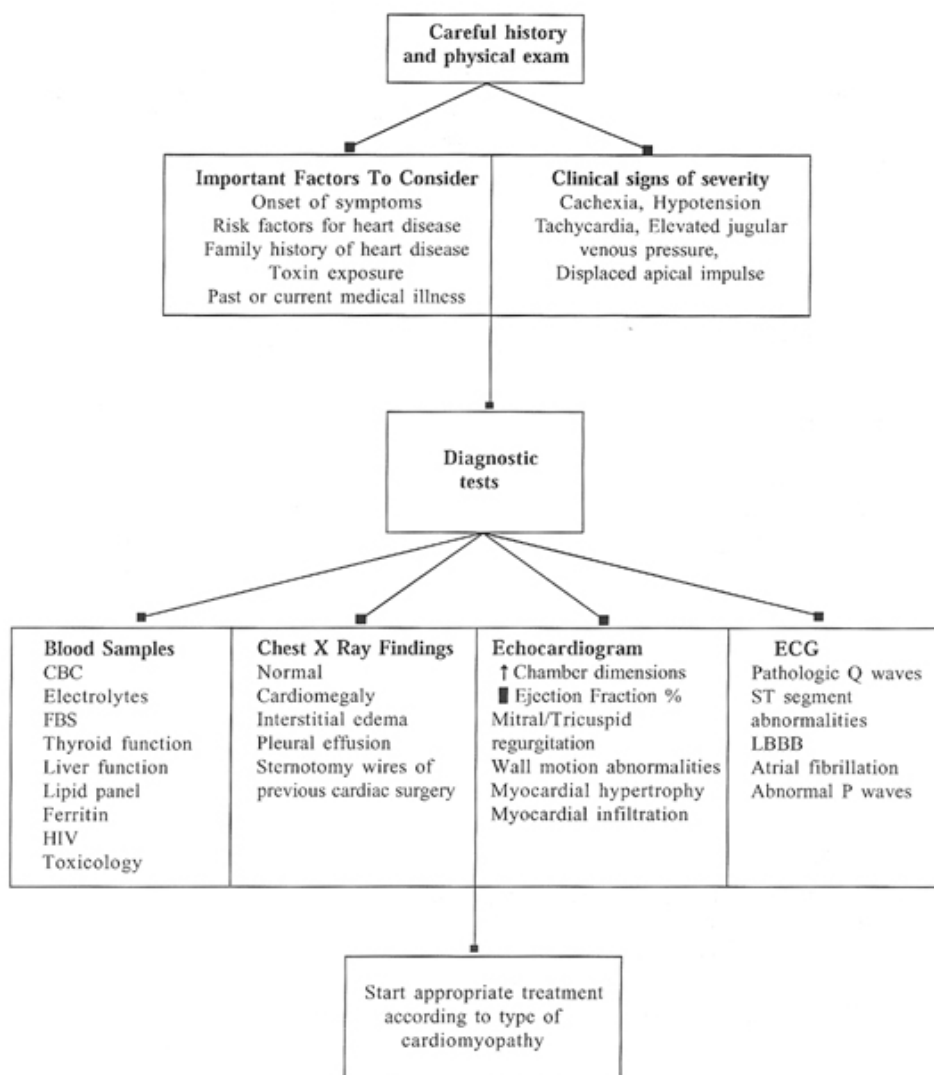 Careful history
and physical exam
Important Factors To Consider
Onset of symptoms
Risk factors for heart disease
Family history of heart disease
Toxin exposure
Past or current medical illness
Clinical signs of severity
Cachexia, Hypotension
Tachycardia, Elevated jugular
venous pressure,
Displaced apical impulse
Diagnostic
tests
Blood Samples
CBC
Electrolytes
FBS
Thyroid function
Liver function
Lipid panel
Ferritin
HIV
Toxicology
Chest X Ray Findings
Normal
Cardiomegaly
Interstitial edema
Pleural effusion
Sternotomy wires of
previous cardiac surgery
Echocardiogram
↑ Chamber dimensions
■ Ejection Fraction %
Mitral/Tricuspid
regurgitation
Wall motion abnormalities
Myocardial hypertrophy
Myocardial infiltration
ECG
Pathologic Q waves
ST segment
abnormalities
LBBB
Atrial fibrillation
Abnormal P waves
Start appropriate treatment
according to type of
cardiomyopathy